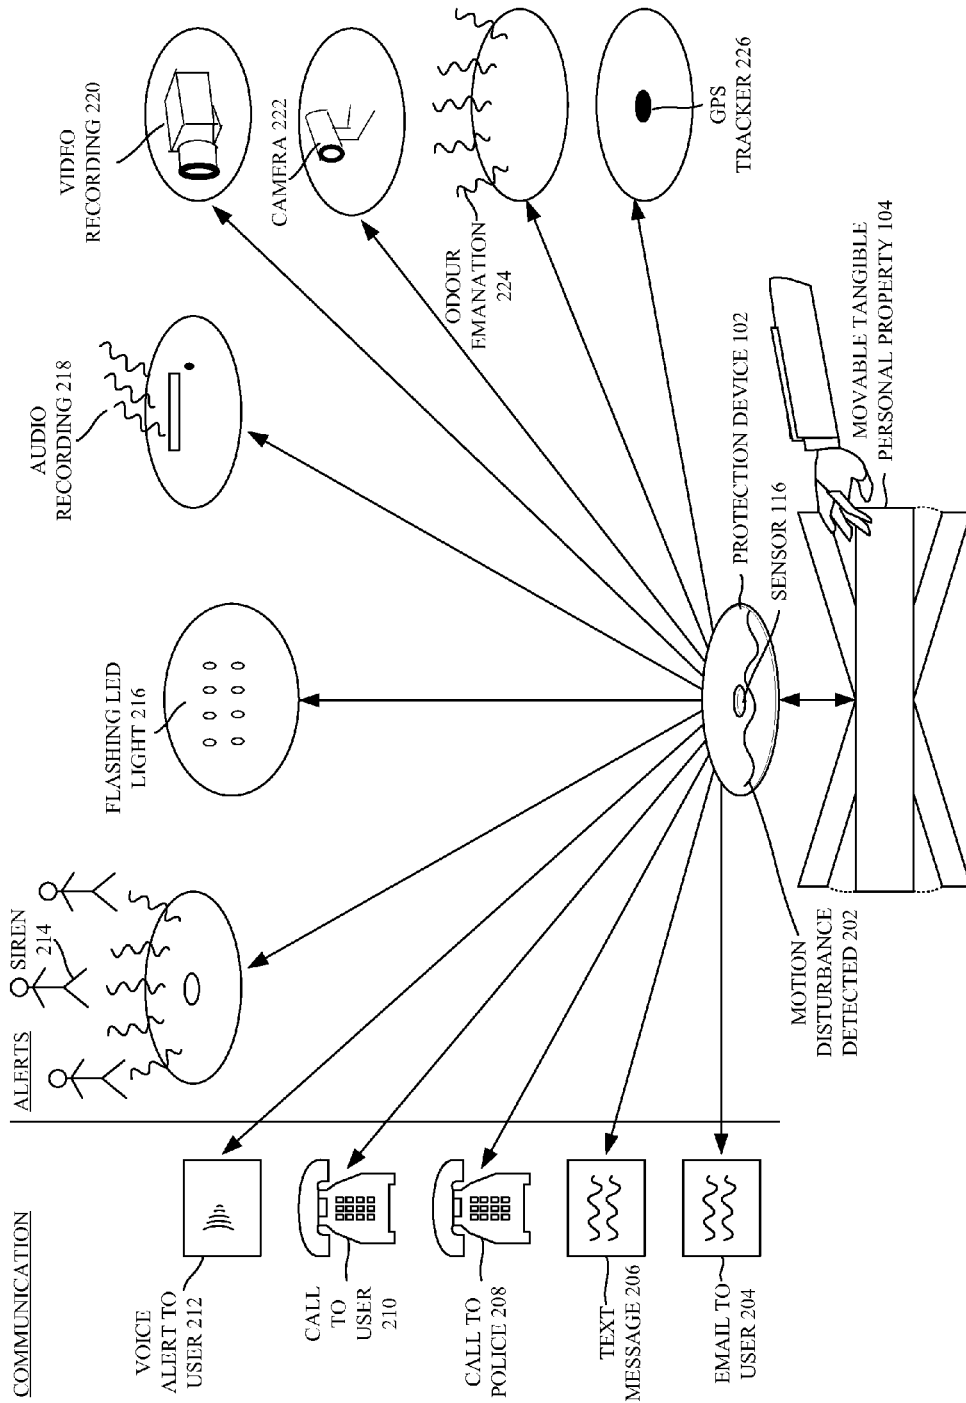 COMMUNICATION
ALERTS
VOICE
ALERT TO
USER 212
CALL
TO
USER
210
CALL TO
POLICE 208
TEXT
MESSAGE 206
EMAIL TO
USER 204
SIREN
214
FLASHING LED
LIGHT 216
AUDIO
RECORDING 218
VIDEO
RECORDING 220
CAMERA 222
ODOUR
EMANATION
224
GPS
TRACKER 226
MOTION
DISTURBANCE
DETECTED 202
SENSOR 116
PROTECTION DEVICE 102
MOVABLE TANGIBLE
PERSONAL PROPERTY 104